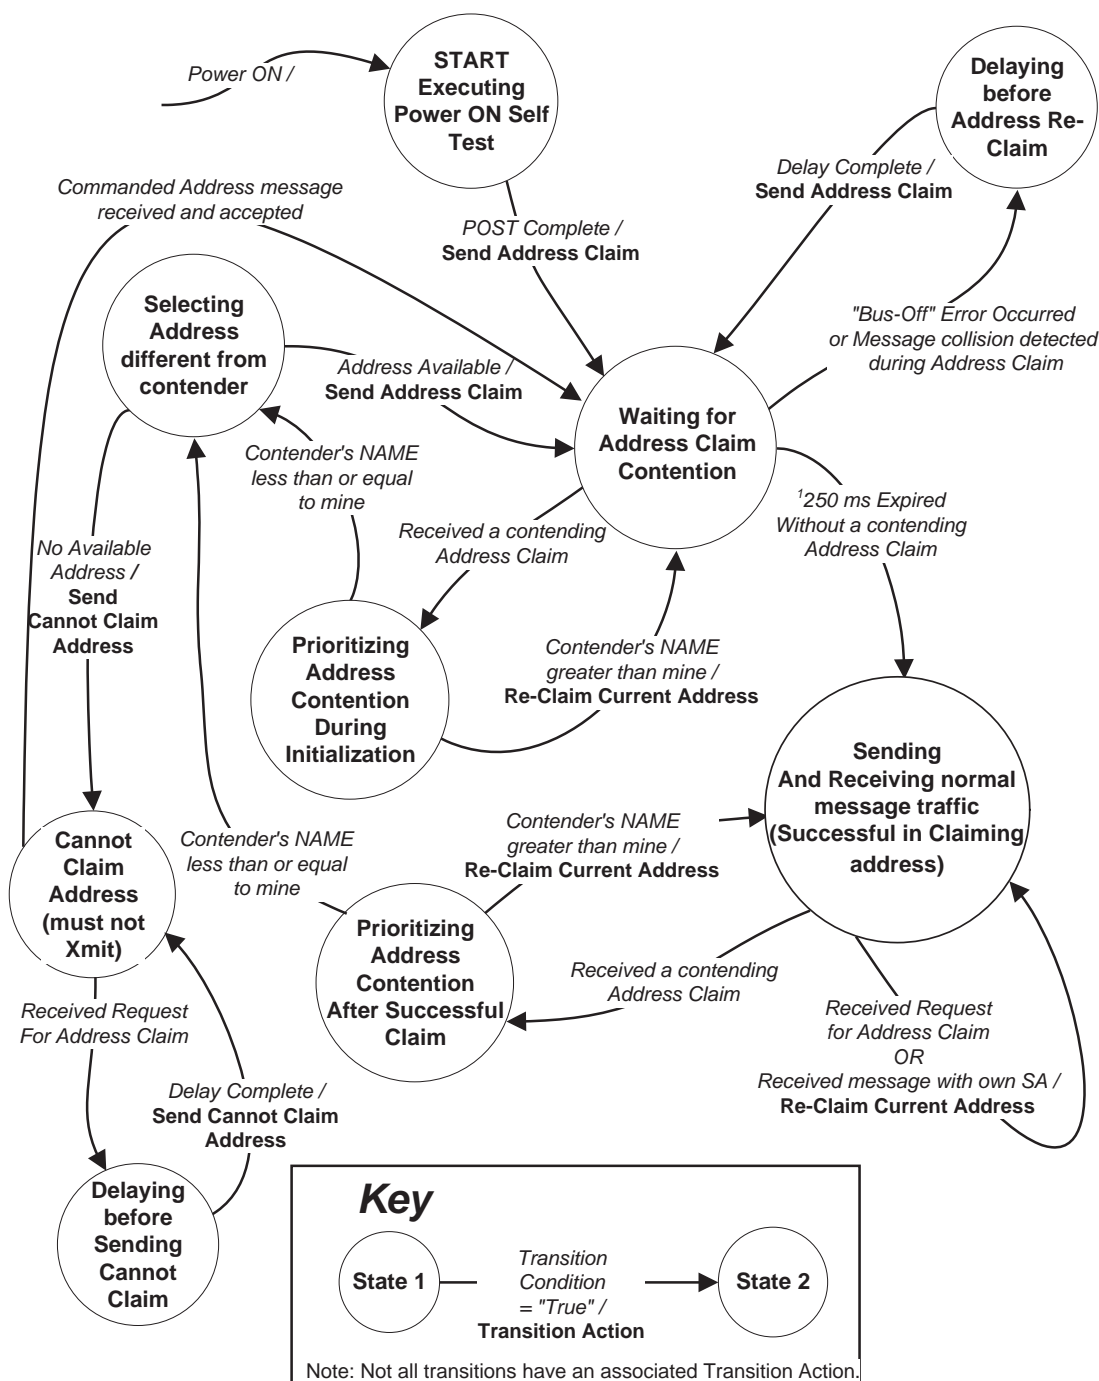 Power ON /
START
Executing
Power ON Self
Test
Delaying
before
Address Re-
Claim
Commanded Address message
received and accepted
POST Complete /
Send Address Claim
Delay Complete /
Send Address Claim
Selecting
Address
different from
contender
Address Available /
Send Address Claim
"Bus-Off" Error Occurred
or Message collision detected
during Address Claim
Waiting for
Address Claim
Contention
Contender's NAME
less than or equal
to mine
Received a contending
Address Claim
1250 ms Expired
Without a contending
Address Claim
No Available
Address /
Send
Cannot Claim
Address
Prioritizing
Address
Contention
During
Initialization
Contender's NAME
greater than mine /
Re-Claim Current Address
Sending
And Receiving normal
message traffic
(Successful in Claiming
address)
Cannot
Claim
Address
(must not
Xmit)
Contender's NAME
less than or equal
to mine
Contender's NAME
greater than mine /
Re-Claim Current Address
Prioritizing
Address
Contention
After Successful
Claim
Received a contending
Address Claim
Received Request
For Address Claim
Received Request
for Address Claim
OR
Received message with own SA /
Re-Claim Current Address
Delay Complete /
Send Cannot Claim
Address
Delaying
before
Sending
Cannot
Claim
Key
State 1
Transition
Condition
= "True" /
Transition Action
State 2
Note: Not all transitions have an associated Transition Action.